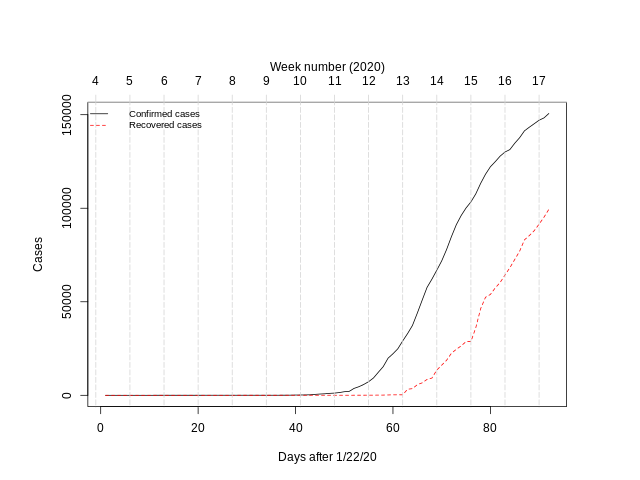 Week number (2020)
4 5 6 7 8 9 10 11 12 13 14 15 16 17
Confirmed cases
Recovered cases
150000
100000
50000
0
Cases
0 20 40 60 80
Days after 1/22/20